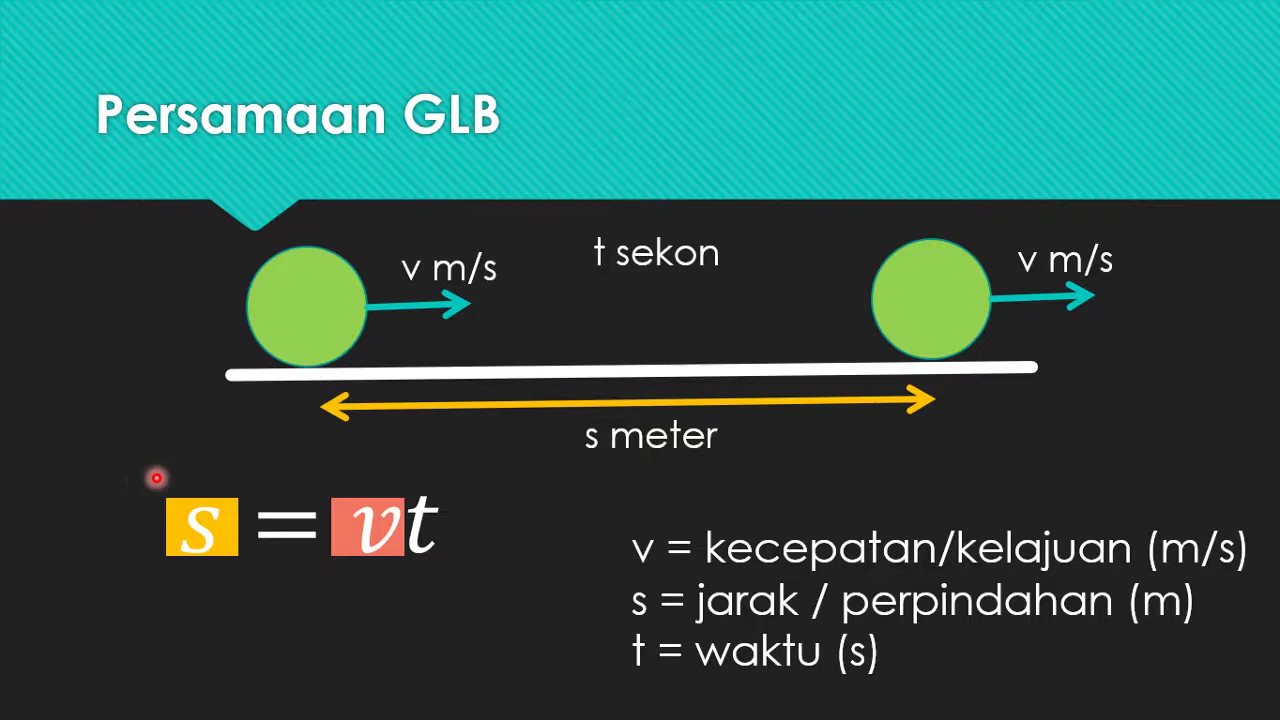 Persamaan GLB
v m/s
t sekon
v m/s
s meter
s = vt
v = kecepatan/kelajuan (m/s)
s = jarak / perpindahan (m)
t = waktu (s)